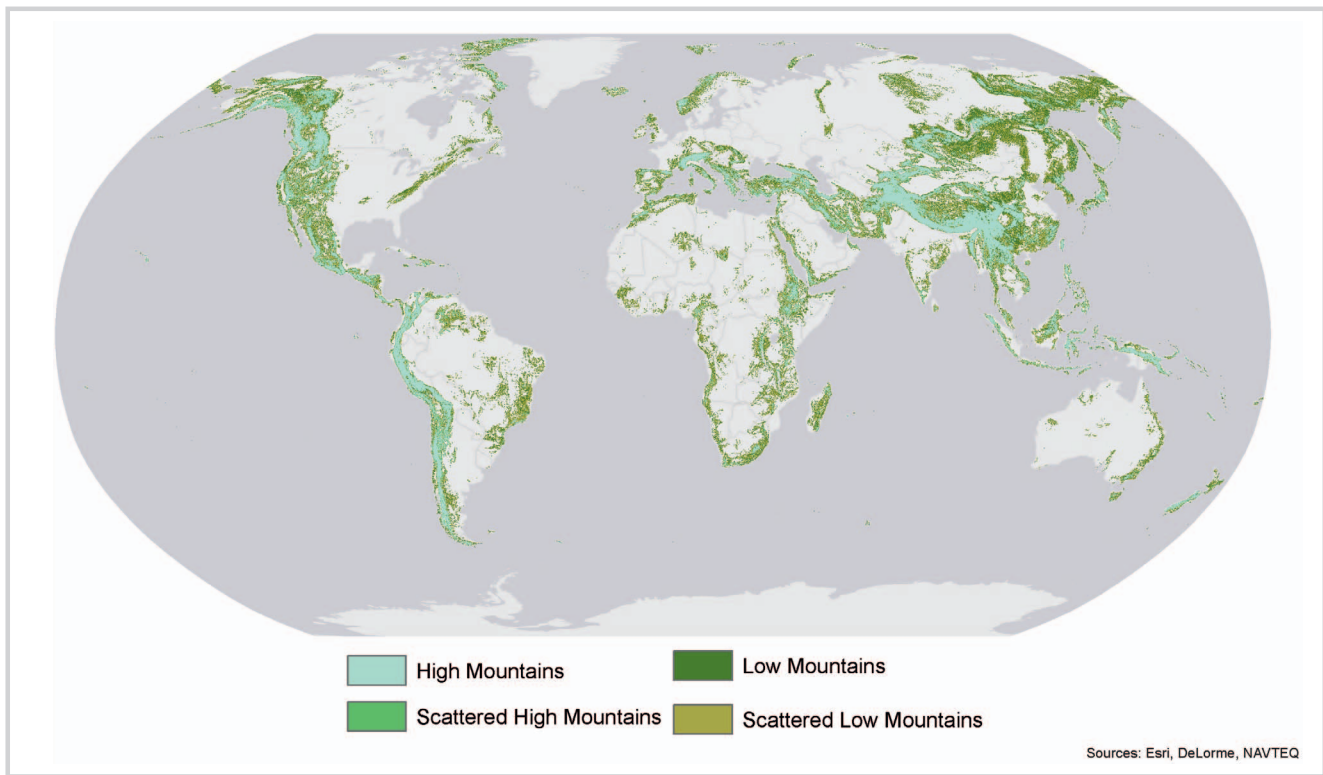 High Mountains
Low Mountains
Scattered High Mountains
Scattered Low Mountains
Sources: Esri, DeLorme, NAVTEQ